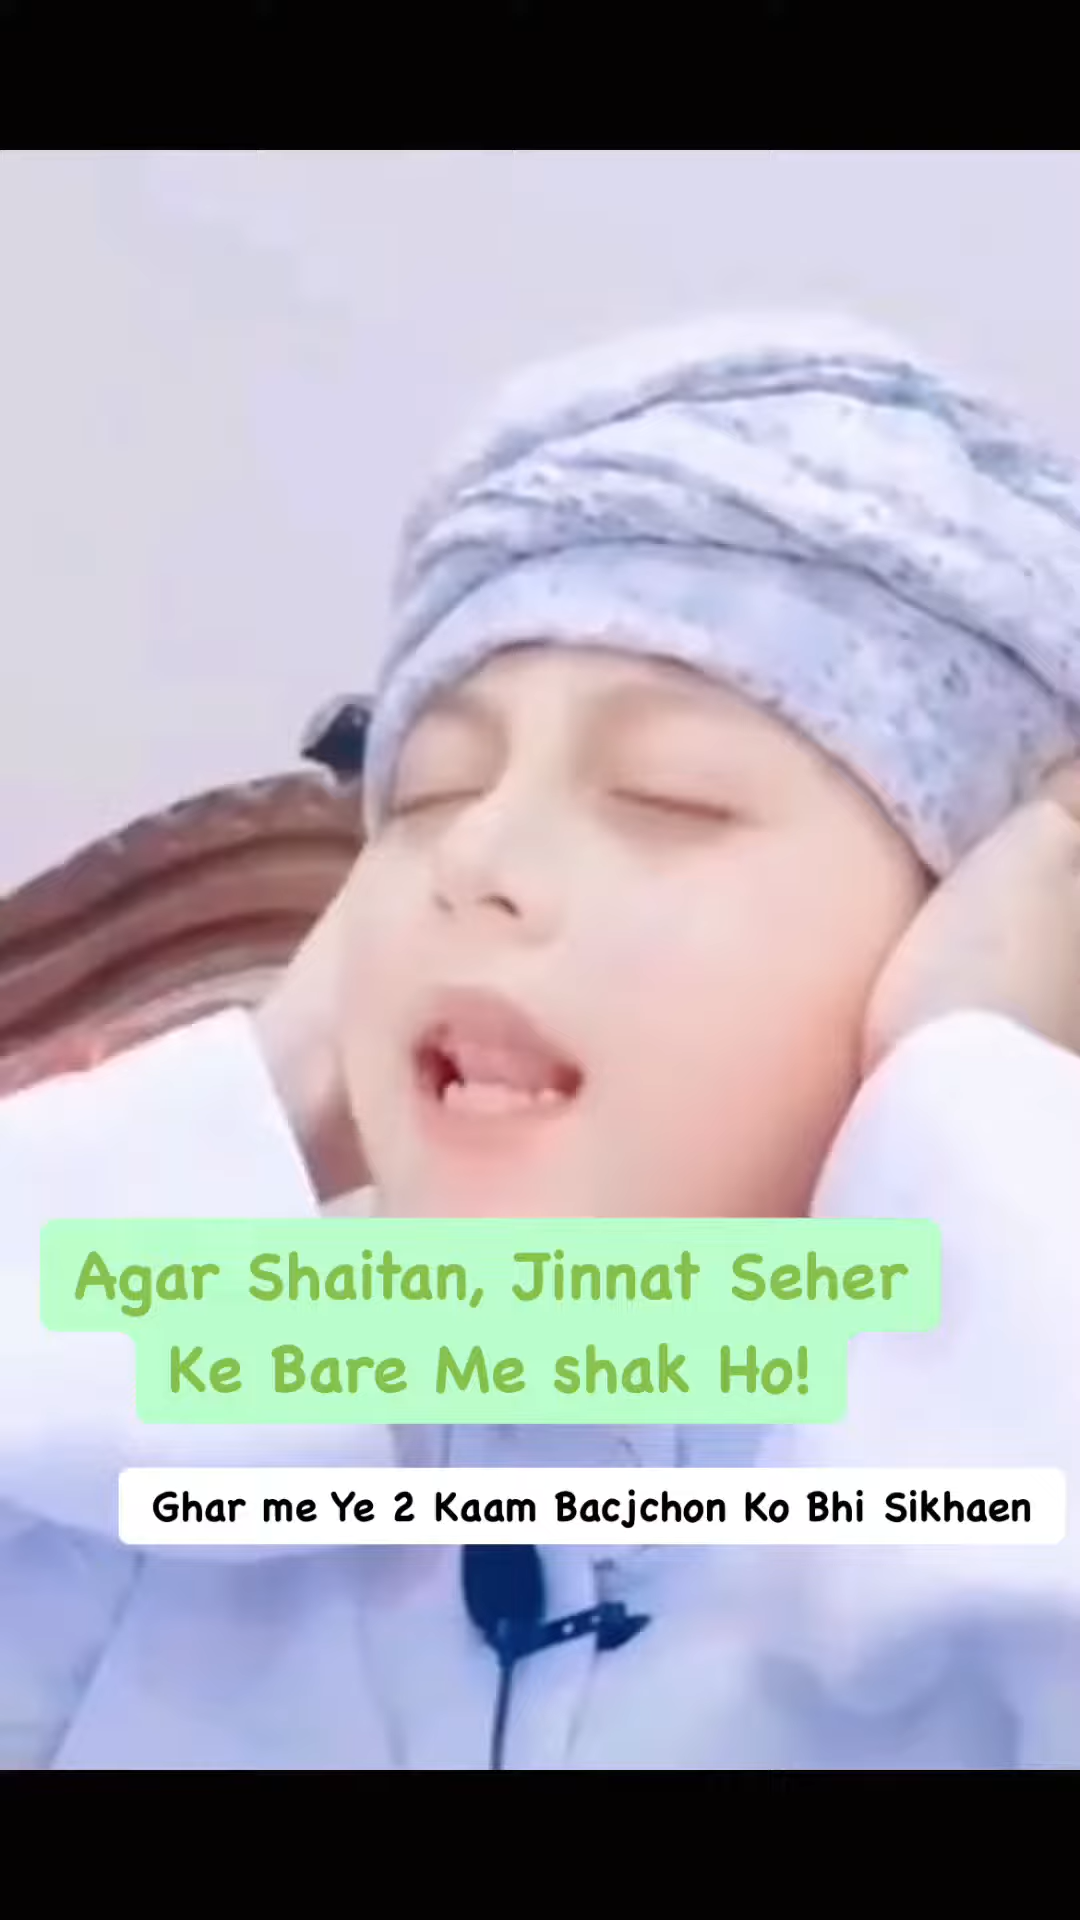 Agar Shaitan, Jinnat Seher
Ke Bare Me shak Ho!
Ghar me Ye 2 Kaam Bacjchon Ko Bhi Sikhaen